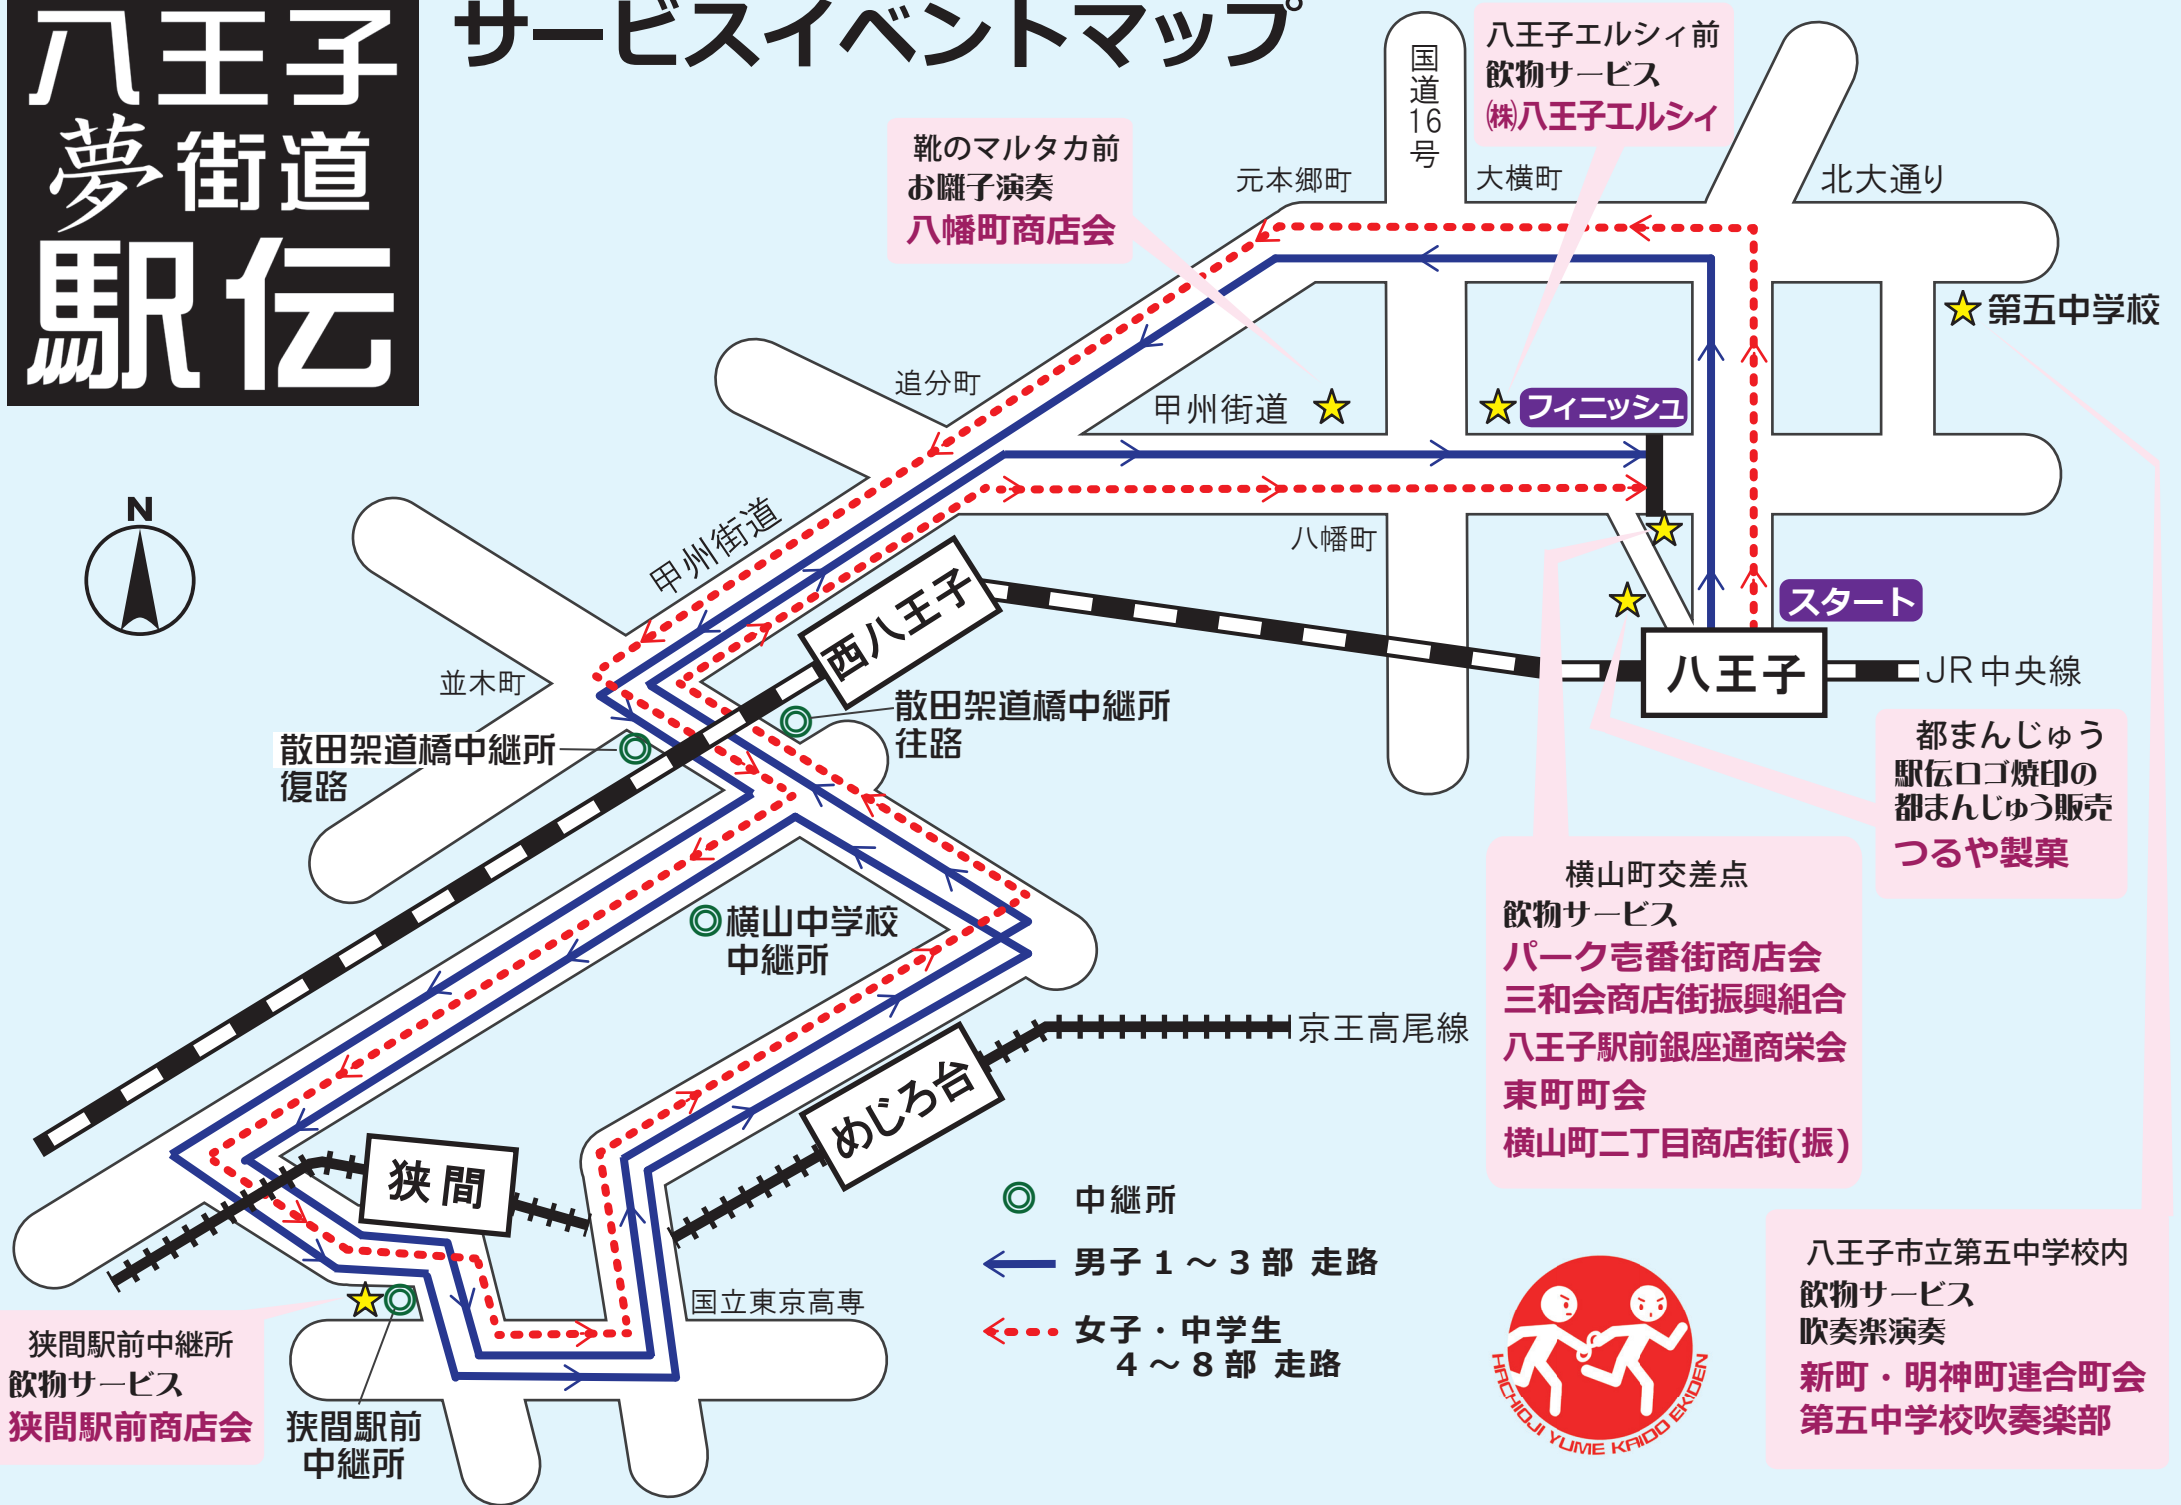 八王子
夢街道
駅伝
サービスイベントマップ
国道16号
八王子エルシィ前
飲物サービス
㈱八王子エルシィ
靴のマルタカ前
お囃子演奏
八幡町商店会
元本郷町
大横町
北大通り
第五中学校
追分町
甲州街道
フィニッシュ
N
甲州街道
八幡町
西八王子
スタート
八王子
JR中央線
並木町
散田架道橋中継所
往路
散田架道橋中継所
復路
都まんじゅう
駅伝ロゴ焼印の
都まんじゅう販売
つるや製菓
横山町交差点
飲物サービス
パーク壱番街商店会
三和会商店街振興組合
八王子駅前銀座通商栄会
東町町会
横山町二丁目商店街(振)
横山中学校
中継所
京王高尾線
めじろ台
狭間
中継所
男子1～3部 走路
女子・中学生
4～8部 走路
国立東京高専
八王子市立第五中学校内
飲物サービス
吹奏楽演奏
新町・明神町連合町会
第五中学校吹奏楽部
狭間駅前中継所
飲物サービス
狭間駅前商店会
狭間駅前
中継所
HACHIOJI YUME KAIDO EKIDEN